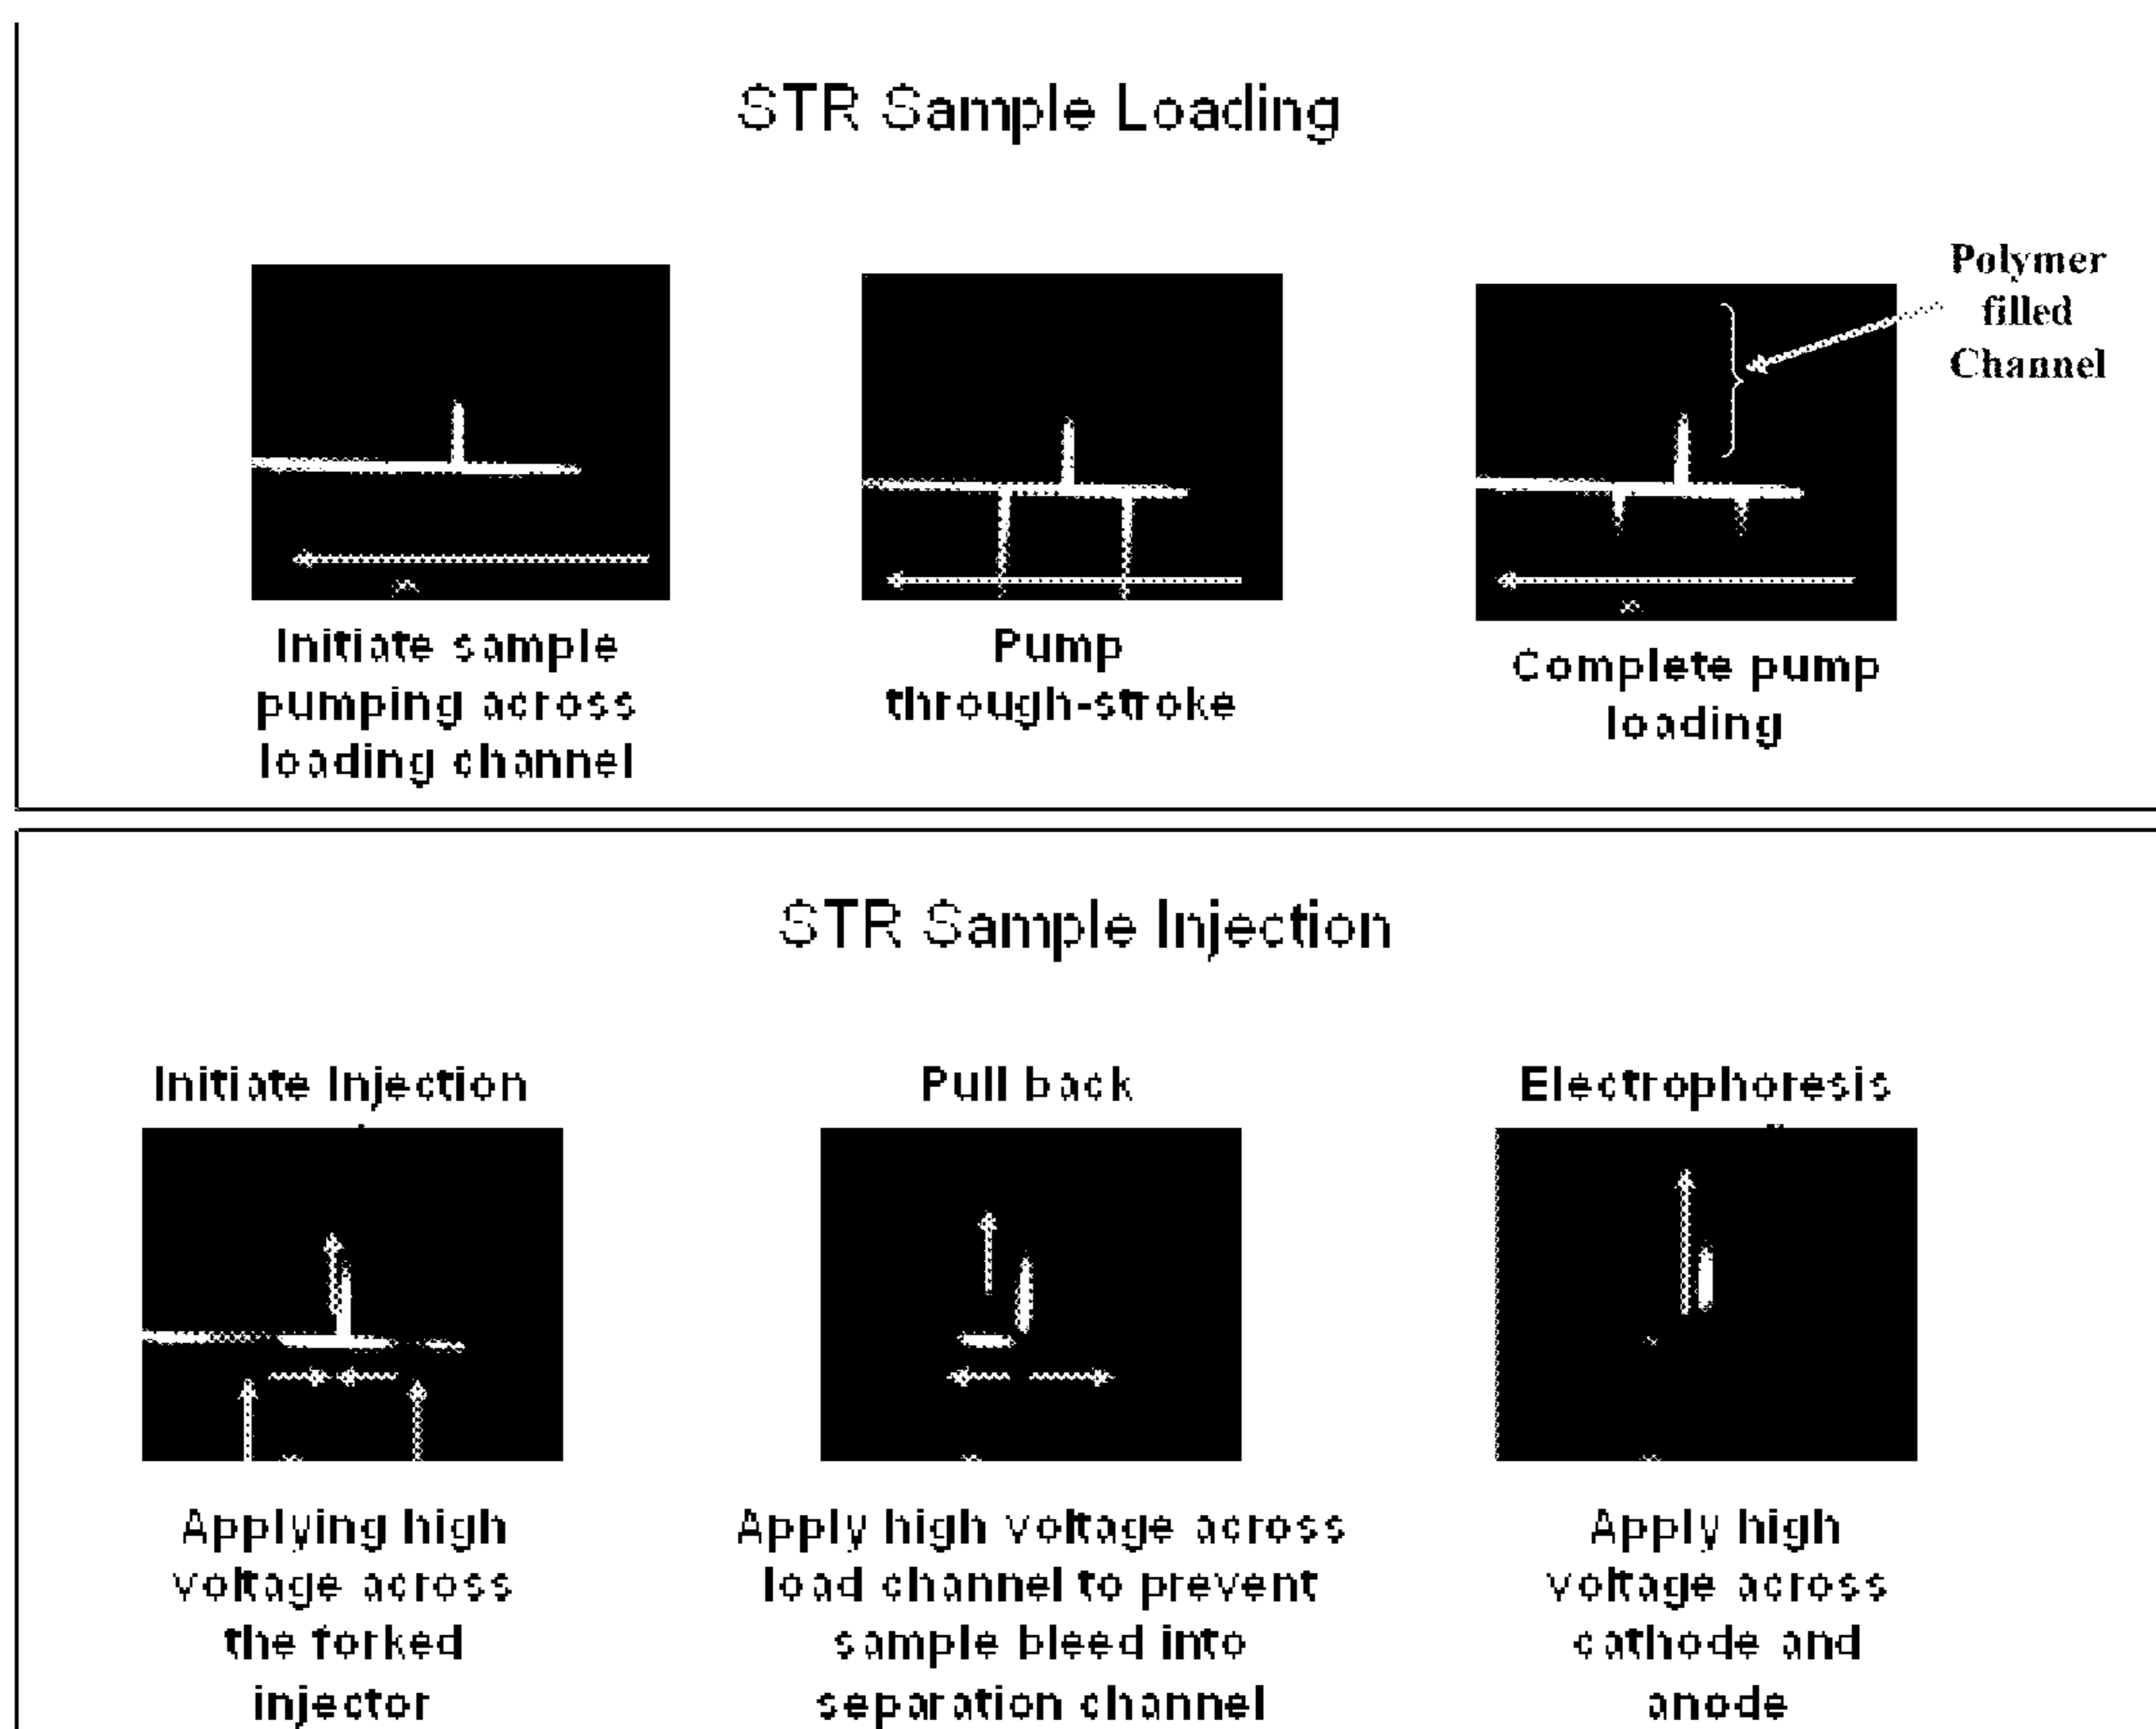 STR Sample Loading
Polymer
filled
Channel
Initiate sample
pumping across
loading channel
Pump
through-stroke
Complete pump
loading
STR Sample Injection
Initiate Injection
Pull back
Electrophoresis
Applying high
voltage across
the forked
injector
Apply high voltage across
load channel to prevent
sample bleed into
separation channel
Apply high
voltage across
cathode and
anode